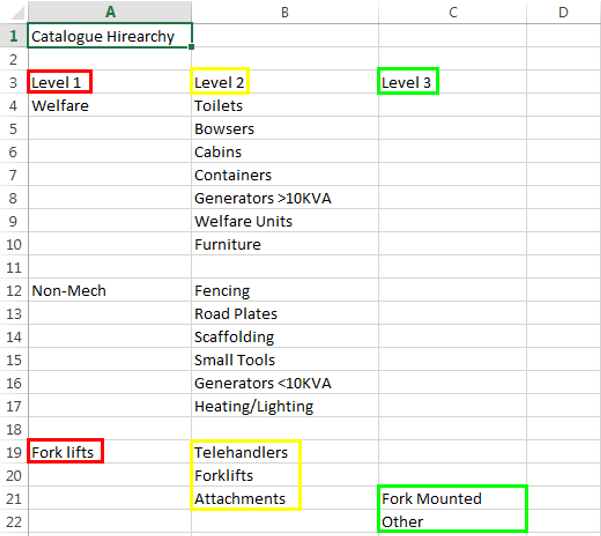 A B C D
1 Catalogue Hirearchy
2
3 Level 1 Level 2 Level 3
4 Welfare Toilets
5 Bowsers
6 Cabins
7 Containers
8 Generators >10KVA
9 Welfare Units
10 Furniture
11
12 Non-Mech Fencing
13 Road Plates
14 Scaffolding
15 Small Tools
16 Generators <10KVA
17 Heating/Lighting
18
19 Fork lifts Telehandlers
20 Forklifts
21 Attachments Fork Mounted
22 Other